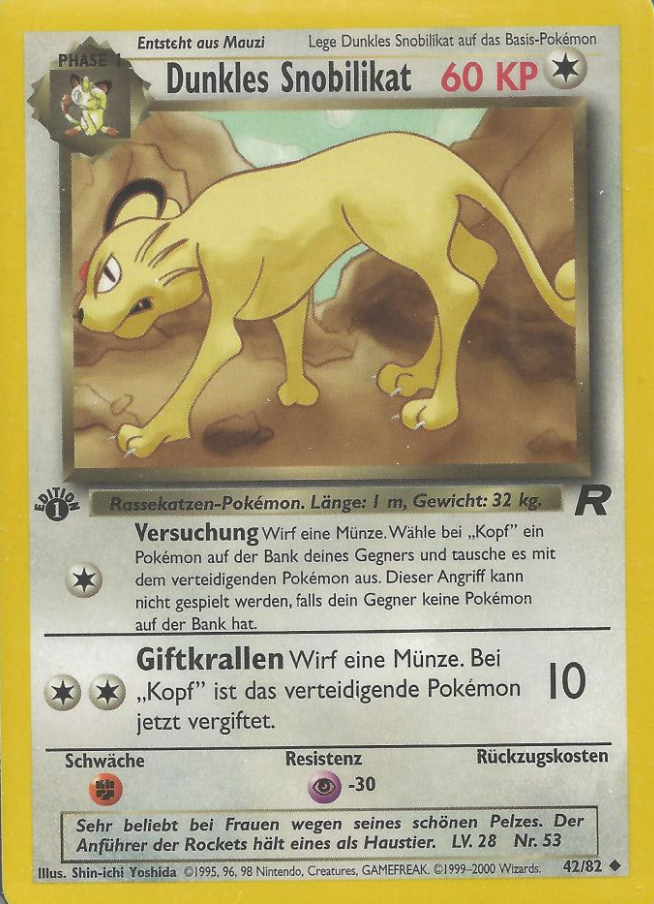 Entsteht aus Mauzi Lege Dunkles Snobilikat auf das Basis-Pokémon
PHASE 1
Dunkles Snobilikat 60 KP
EDITION
1
Rassekatzen-Pokémon. Länge: 1 m, Gewicht: 32 kg.
R
Versuchung Wirf eine Münze. Wähle bei „Kopf” ein
Pokémon auf der Bank deines Gegners und tausche es mit
dem verteidigenden Pokémon aus. Dieser Angriff kann
nicht gespielt werden, falls dein Gegner keine Pokémon
auf der Bank hat.
Giftkrallen Wirf eine Münze. Bei
„Kopf” ist das verteidigende Pokémon 10
jetzt vergiftet.
Schwäche Resistenz Rückzugskosten
-30
Sehr beliebt bei Frauen wegen seines schönen Pelzes. Der
Anführer der Rockets hält eines als Haustier. LV. 28 Nr. 53
Illus. Shin-ichi Yoshida ©1995, 96, 98 Nintendo, Creatures, GAMEFREAK. ©1999-2000 Wizards. 42/82